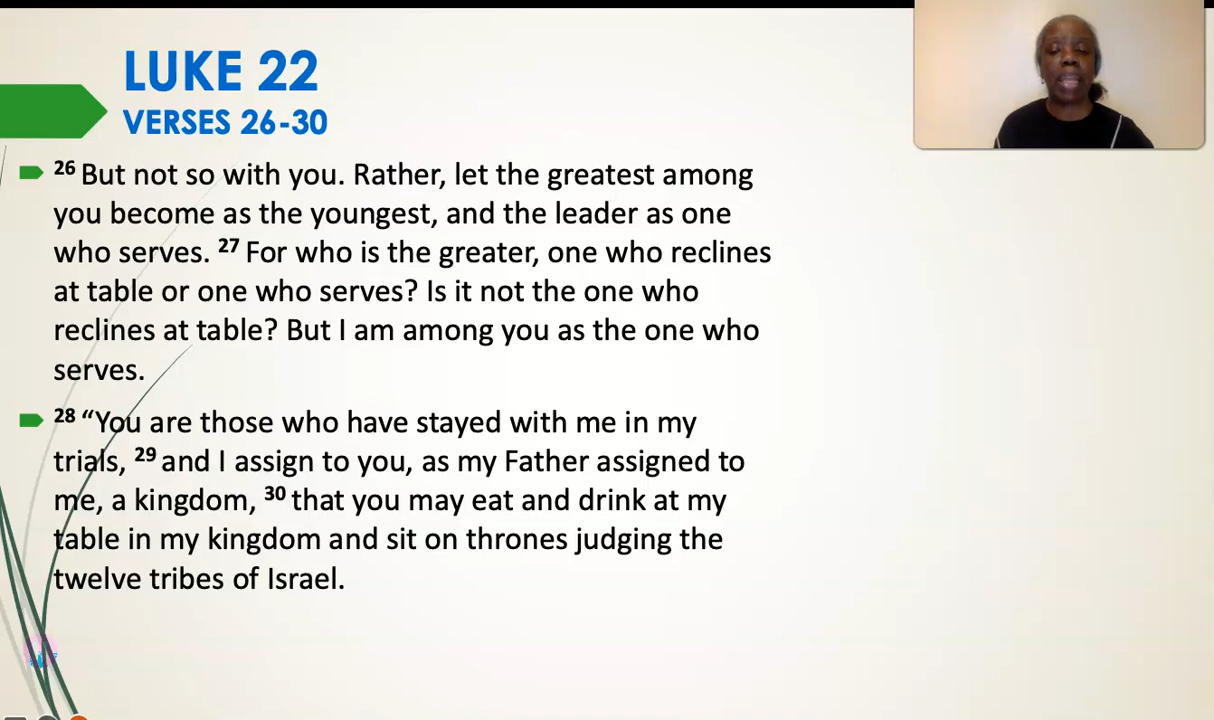 LUKE 22
VERSES 26-30
26 But not so with you. Rather, let the greatest among
you become as the youngest, and the leader as one
who serves. 27 For who is the greater, one who reclines
at table or one who serves? Is it not the one who
reclines at table? But I am among you as the one who
serves.
28 “You are those who have stayed with me in my
trials, 29 and I assign to you, as my Father assigned to
me, a kingdom, 30 that you may eat and drink at my
table in my kingdom and sit on thrones judging the
twelve tribes of Israel.